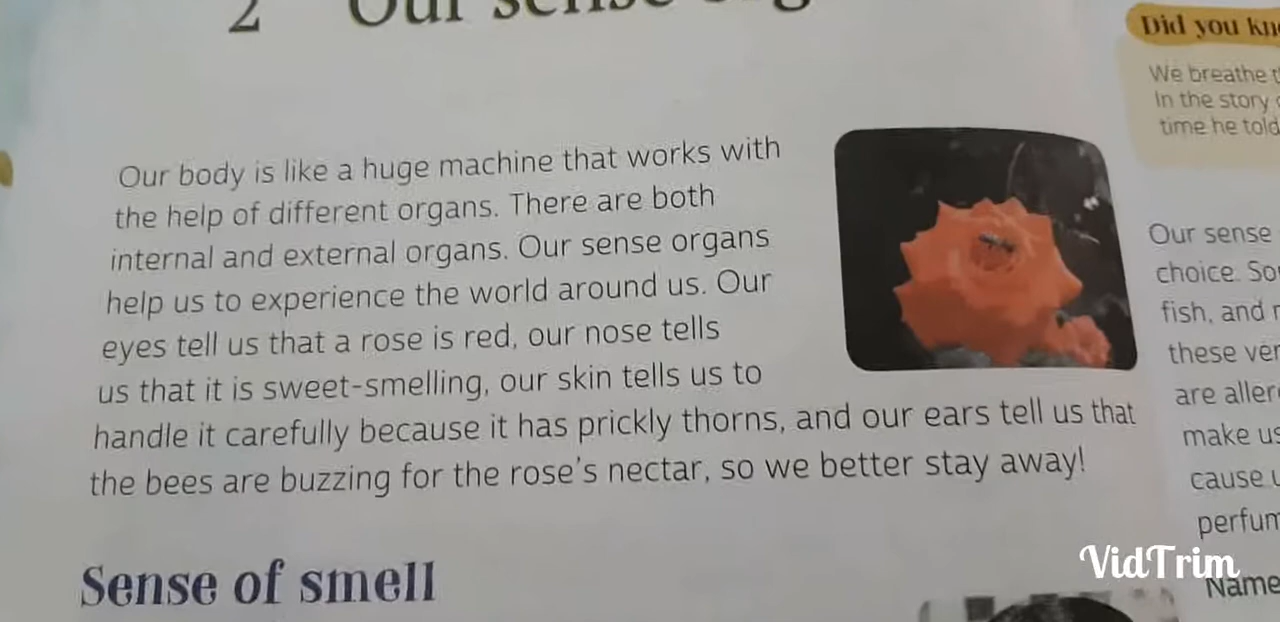 2 Our sense
Our body is like a huge machine that works with
the help of different organs. There are both
internal and external organs. Our sense organs
help us to experience the world around us. Our
eyes tell us that a rose is red, our nose tells
us that it is sweet-smelling, our skin tells us to
handle it carefully because it has prickly thorns, and our ears tell us that
the bees are buzzing for the rose's nectar, so we better stay away!
Sense of smell
Did you
We breathe
In the story
time he told
Our sense
choice.
fish, and
these
are
make us
cause
Name
VidTrim